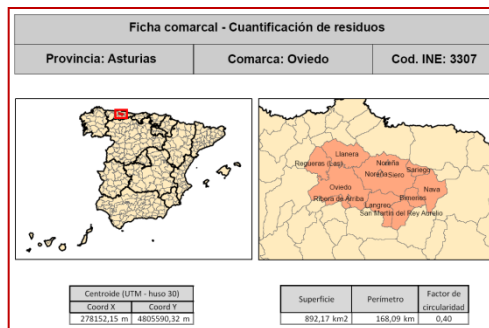 Ficha comarcal - Cuantificación de residuos
Provincia: Asturias Comarca: Oviedo Cod. INE: 3307
Llanera
Noreña
Regueras (Las)
Noreña Siero
Sariego
Oviedo
Nava
Ribera de Arriba
Bimenes
Langreo
San Martín del Rey Aurelio
Centroide (UTM - huso 30)
Coord X Coord Y
278152,15 m 4805590,32 m
Superficie Perímetro Factor de
circularidad
892,17 km2 168,09 km 0,40